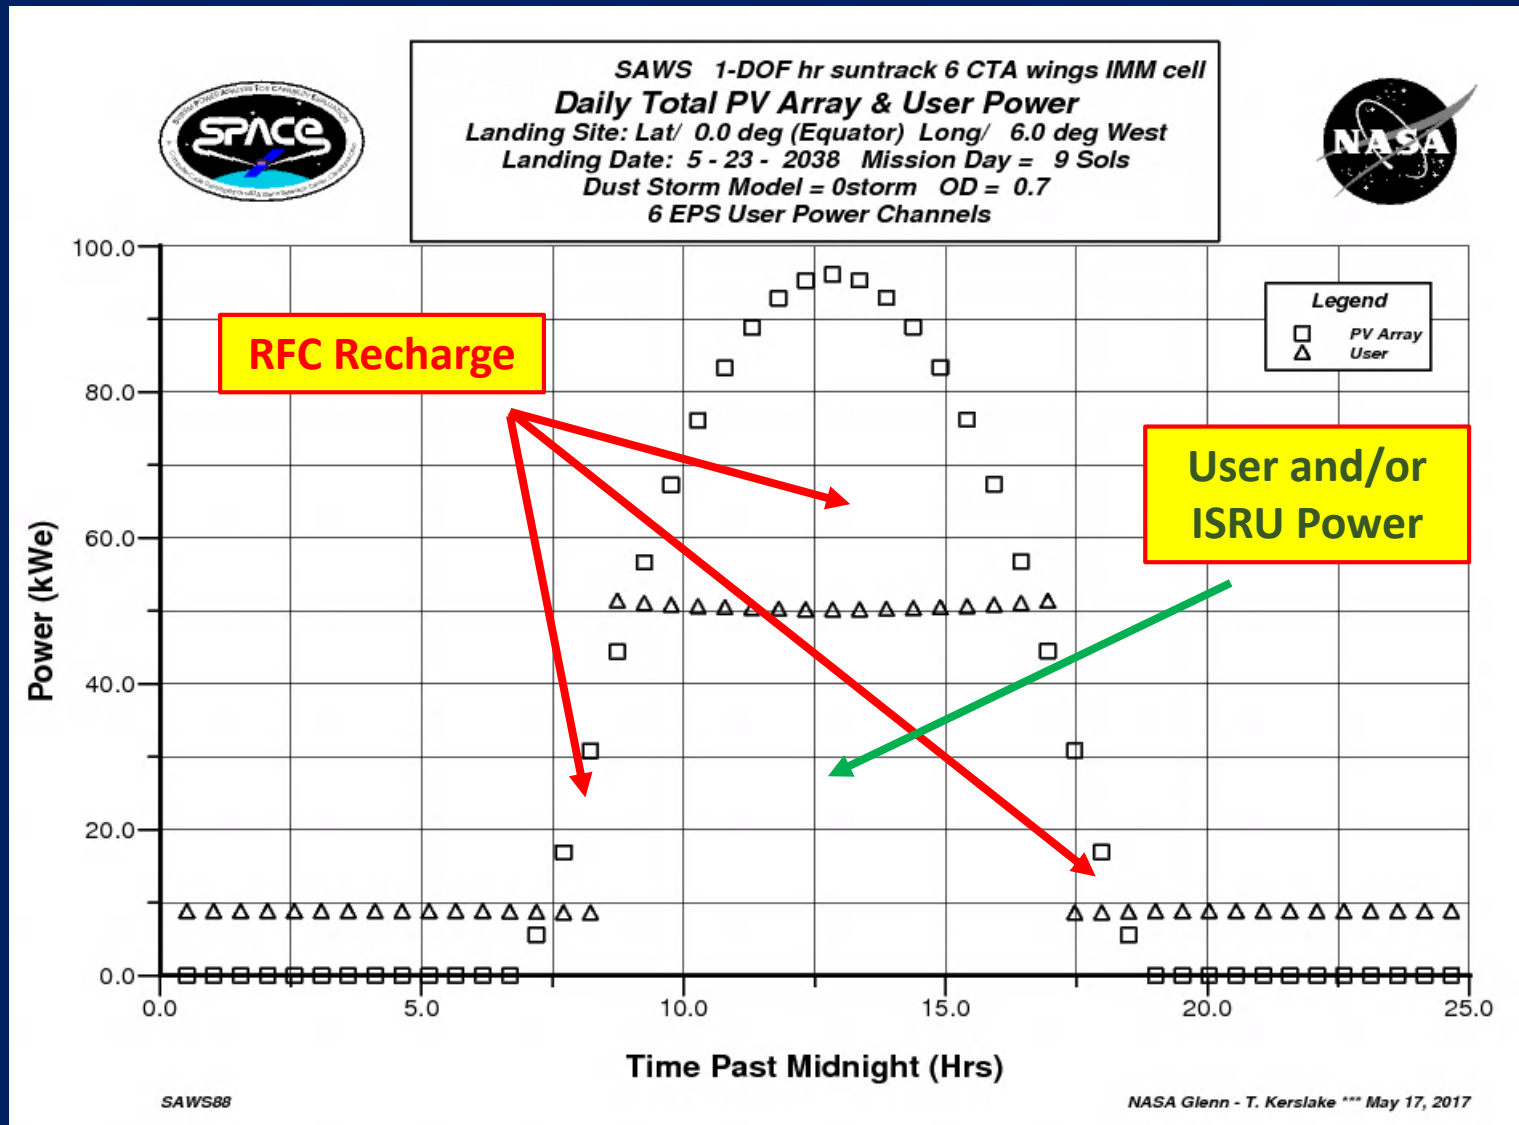 SPACE
SAWS 1-DOF hr suntrack 6 CTA wings IMM cell
Daily Total PV Array & User Power
Landing Site: Lat/ 0.0 deg (Equator) Long/ 6.0 deg West
Landing Date: 5 - 23 - 2038 Mission Day = 9 Sols
Dust Storm Model = 0storm OD = 0.7
6 EPS User Power Channels
NASA
Legend
PV Array
User
RFC Recharge
User and/or
ISRU Power
Power (kWe)
100.0
80.0
60.0
40.0
20.0
0.0
0.0 5.0 10.0 15.0 20.0 25.0
Time Past Midnight (Hrs)
SAWS88
NASA Glenn - T. Kerslake *** May 17, 2017